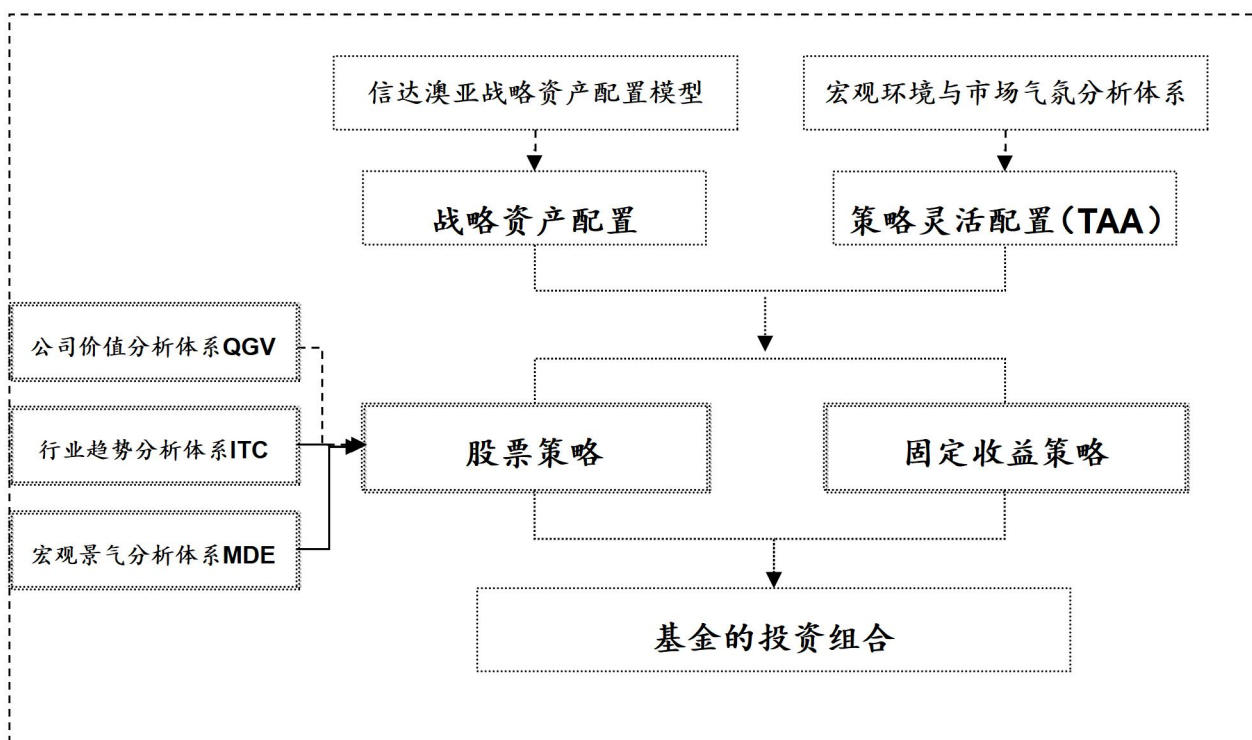 信达澳亚战略资产配置模型
宏观环境与市场气氛分析体系
战略资产配置
策略灵活配置（TAA）
公司价值分析体系QGV
行业趋势分析体系ITC
股票策略
固定收益策略
宏观景气分析体系MDE
基金的投资组合